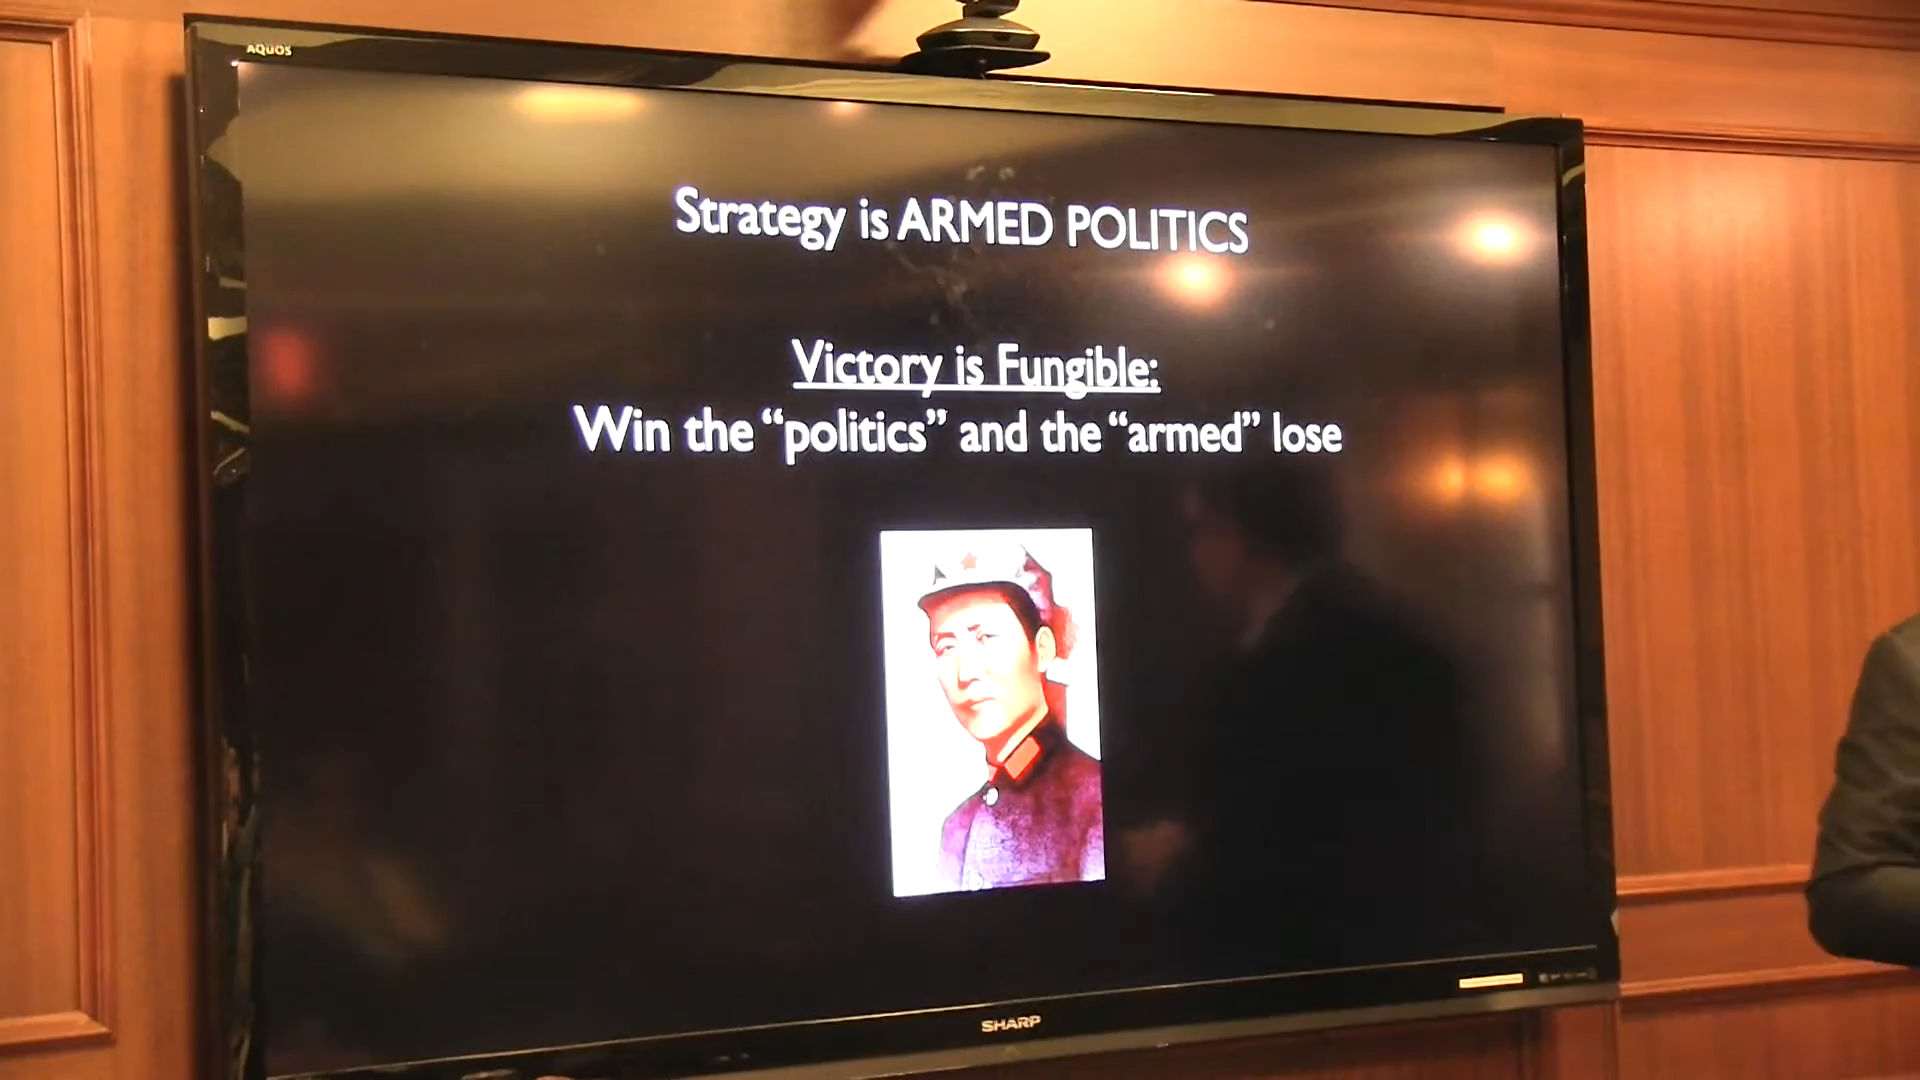 AQUOS
Strategy is ARMED POLITICS
Victory is Fungible:
Win the “politics” and the “armed” lose
SHARP